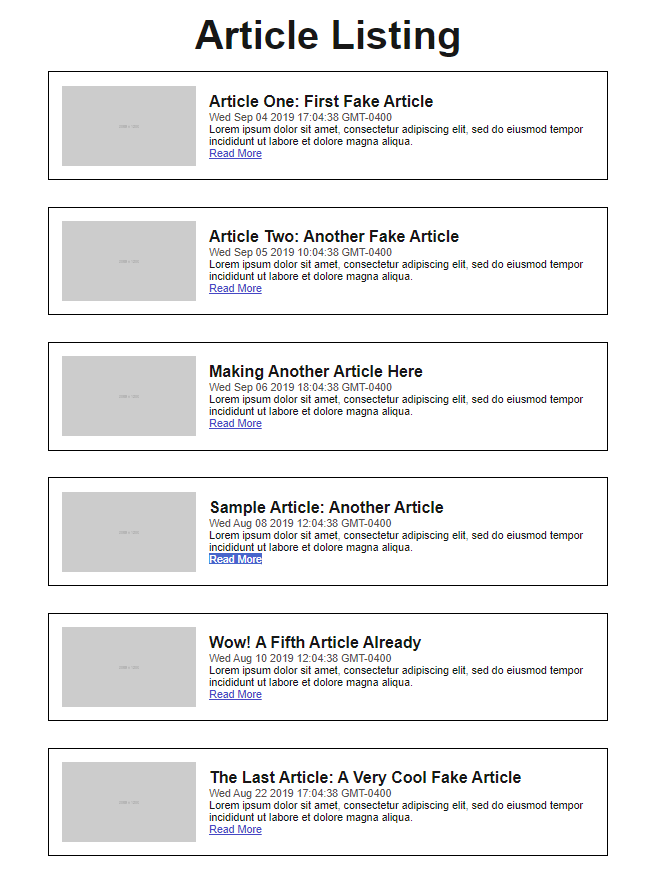 Article Listing
Article One: First Fake Article
Wed Sep 04 2019 17:04:38 GMT-0400
Lorem ipsum dolor sit amet, consectetur adipiscing elit, sed do eiusmod tempor
incididunt ut labore et dolore magna aliqua.
Read More
Article Two: Another Fake Article
Wed Sep 05 2019 10:04:38 GMT-0400
Lorem ipsum dolor sit amet, consectetur adipiscing elit, sed do eiusmod tempor
incididunt ut labore et dolore magna aliqua.
Read More
Making Another Article Here
Wed Sep 06 2019 18:04:38 GMT-0400
Lorem ipsum dolor sit amet, consectetur adipiscing elit, sed do eiusmod tempor
incididunt ut labore et dolore magna aliqua.
Read More
Sample Article: Another Article
Wed Aug 08 2019 12:04:38 GMT-0400
Lorem ipsum dolor sit amet, consectetur adipiscing elit, sed do eiusmod tempor
incididunt ut labore et dolore magna aliqua.
Read More
Wow! A Fifth Article Already
Wed Aug 10 2019 12:04:38 GMT-0400
Lorem ipsum dolor sit amet, consectetur adipiscing elit, sed do eiusmod tempor
incididunt ut labore et dolore magna aliqua.
Read More
The Last Article: A Very Cool Fake Article
Wed Aug 22 2019 17:04:38 GMT-0400
Lorem ipsum dolor sit amet, consectetur adipiscing elit, sed do eiusmod tempor
incididunt ut labore et dolore magna aliqua.
Read More